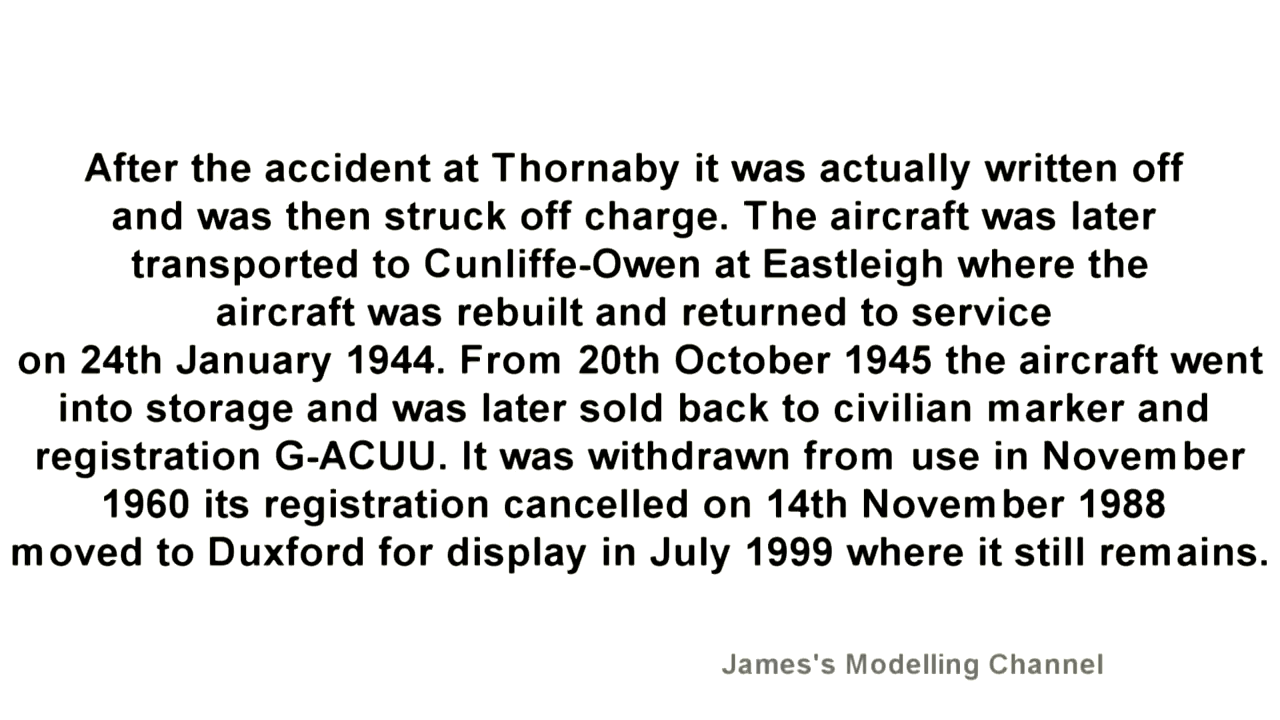 After the accident at Thornaby it was actually written off
and was then struck off charge. The aircraft was later
transported to Cunliffe-Owen at Eastleigh where the
aircraft was rebuilt and returned to service
on 24th January 1944. From 20th October 1945 the aircraft went
into storage and was later sold back to civilian marker and
registration G-ACUU. It was withdrawn from use in November
1960 its registration cancelled on 14th November 1988
moved to Duxford for display in July 1999 where it still remains.
James's Modelling Channel